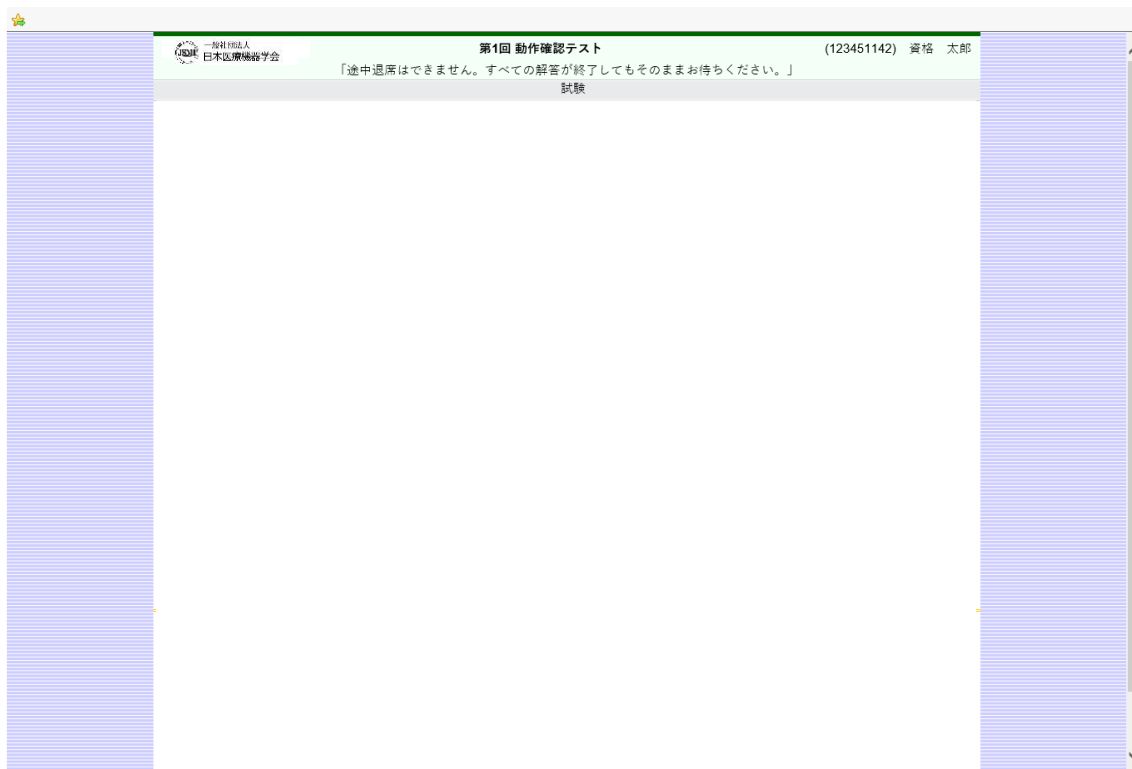 一般社団法人
日本医療機器学会
第1回 動作確認テスト
(123451142) 資格 太郎
「途中退席はできません。すべての解答が終了してもそのままお待ちください。」
試験